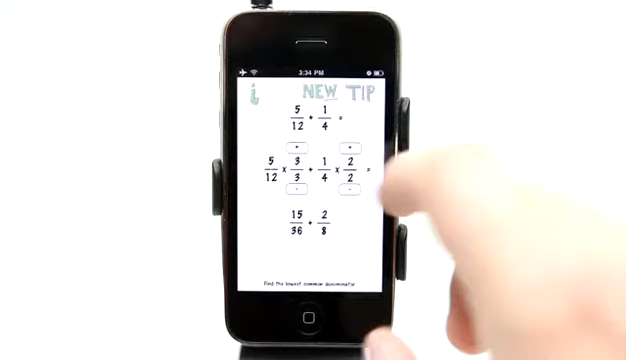 3:34 PM
i NEW TIP
5/12 + 1/4 =
+ +
5/12 x 3/3 + 1/4 x 2/2 =
- -
15/36 + 2/8
Find the lowest common denominator